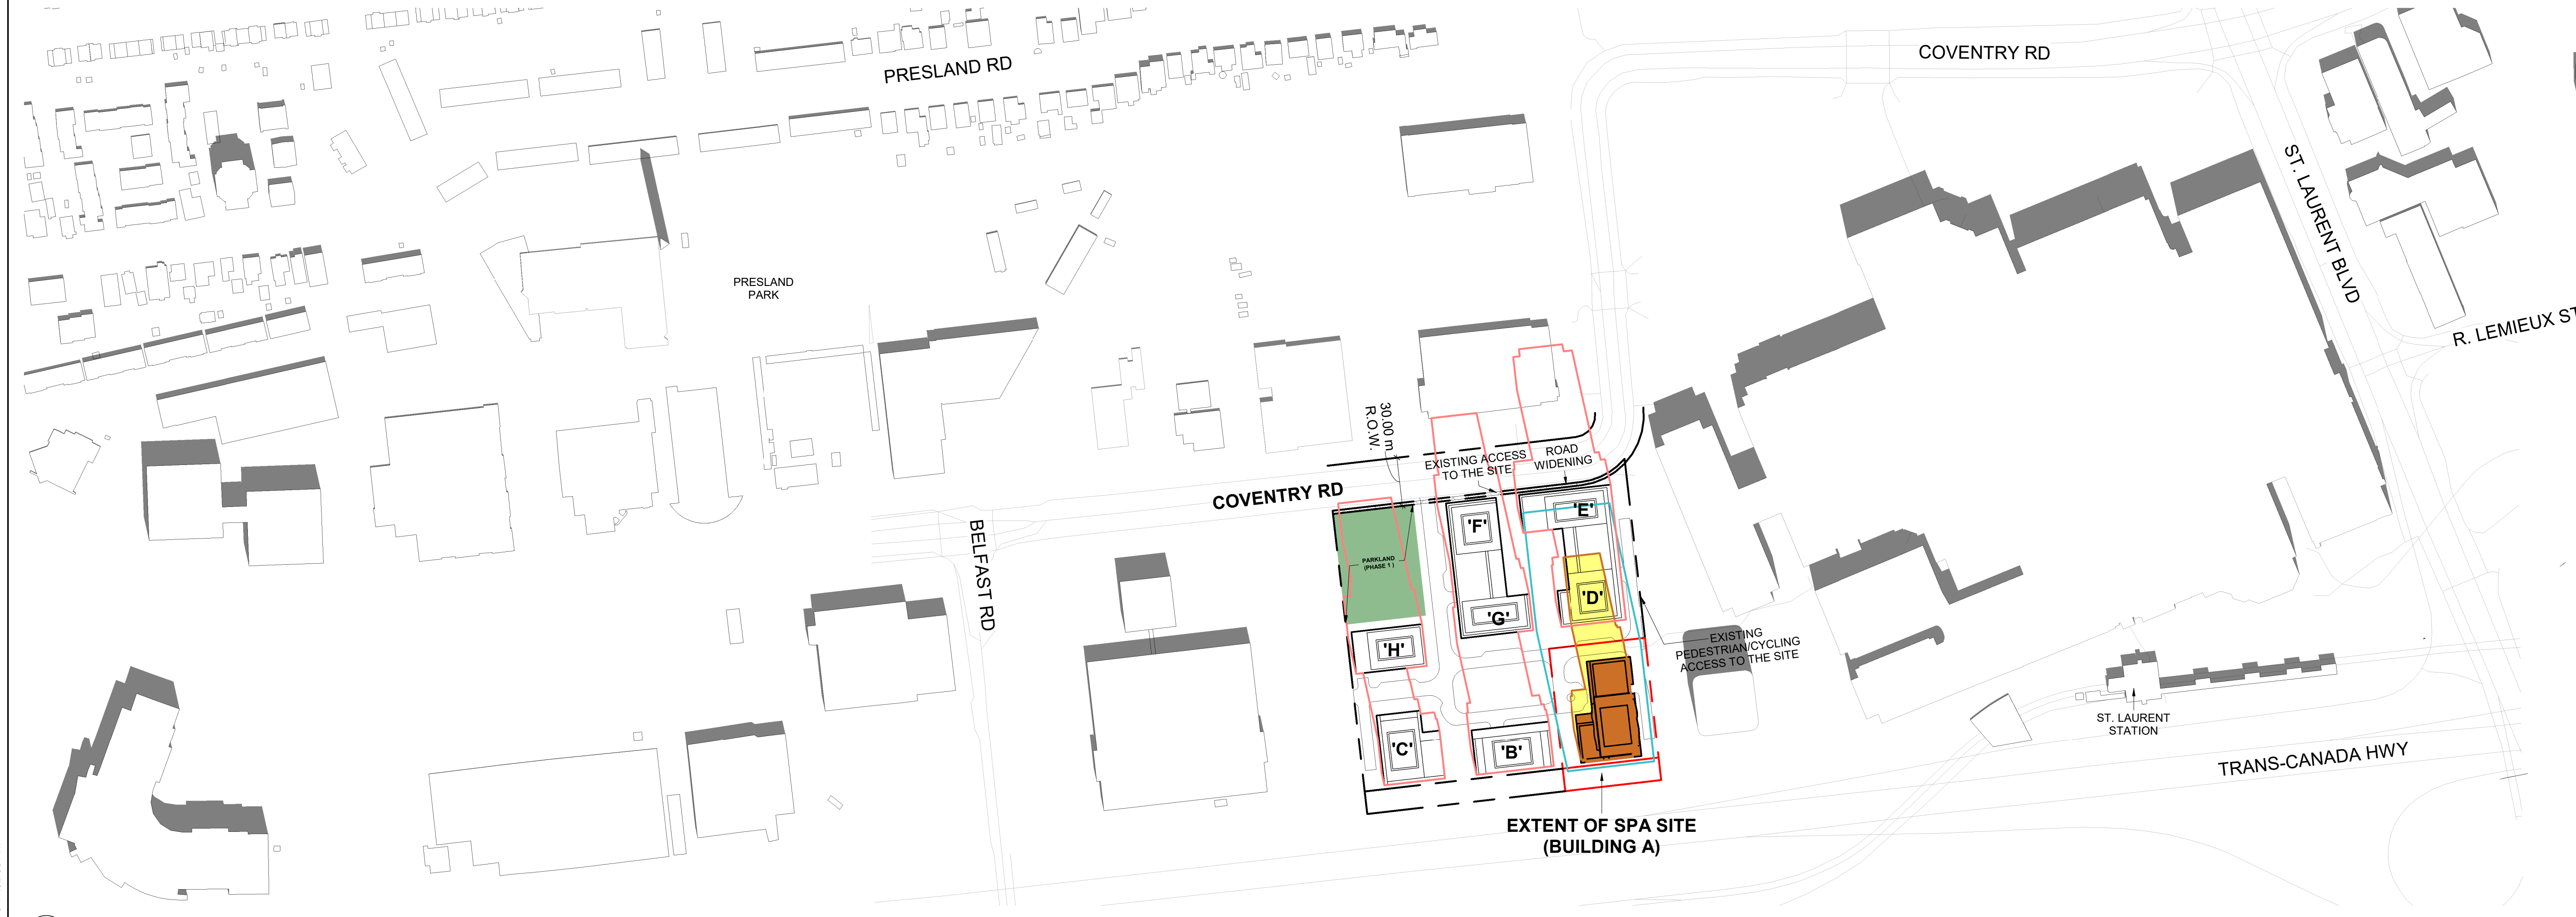 COVENTRY RD
PRESLAND RD
ST. LAURENT BLVD
PRESLAND
PARK
R. LEMIEUX ST
30.00 m
R.O.W.
EXISTING ACCESS
TO THE SITE
ROAD
WIDENING
COVENTRY RD
BELFAST RD
'E'
'F'
PARKLAND
(PHASE 1 )
'D'
'G'
'H'
EXISTING
PEDESTRIAN/CYCLING
ACCESS TO THE SITE
'C'
'B'
ST. LAURENT
STATION
TRANS-CANADA HWY
EXTENT OF SPA SITE
(BUILDING A)